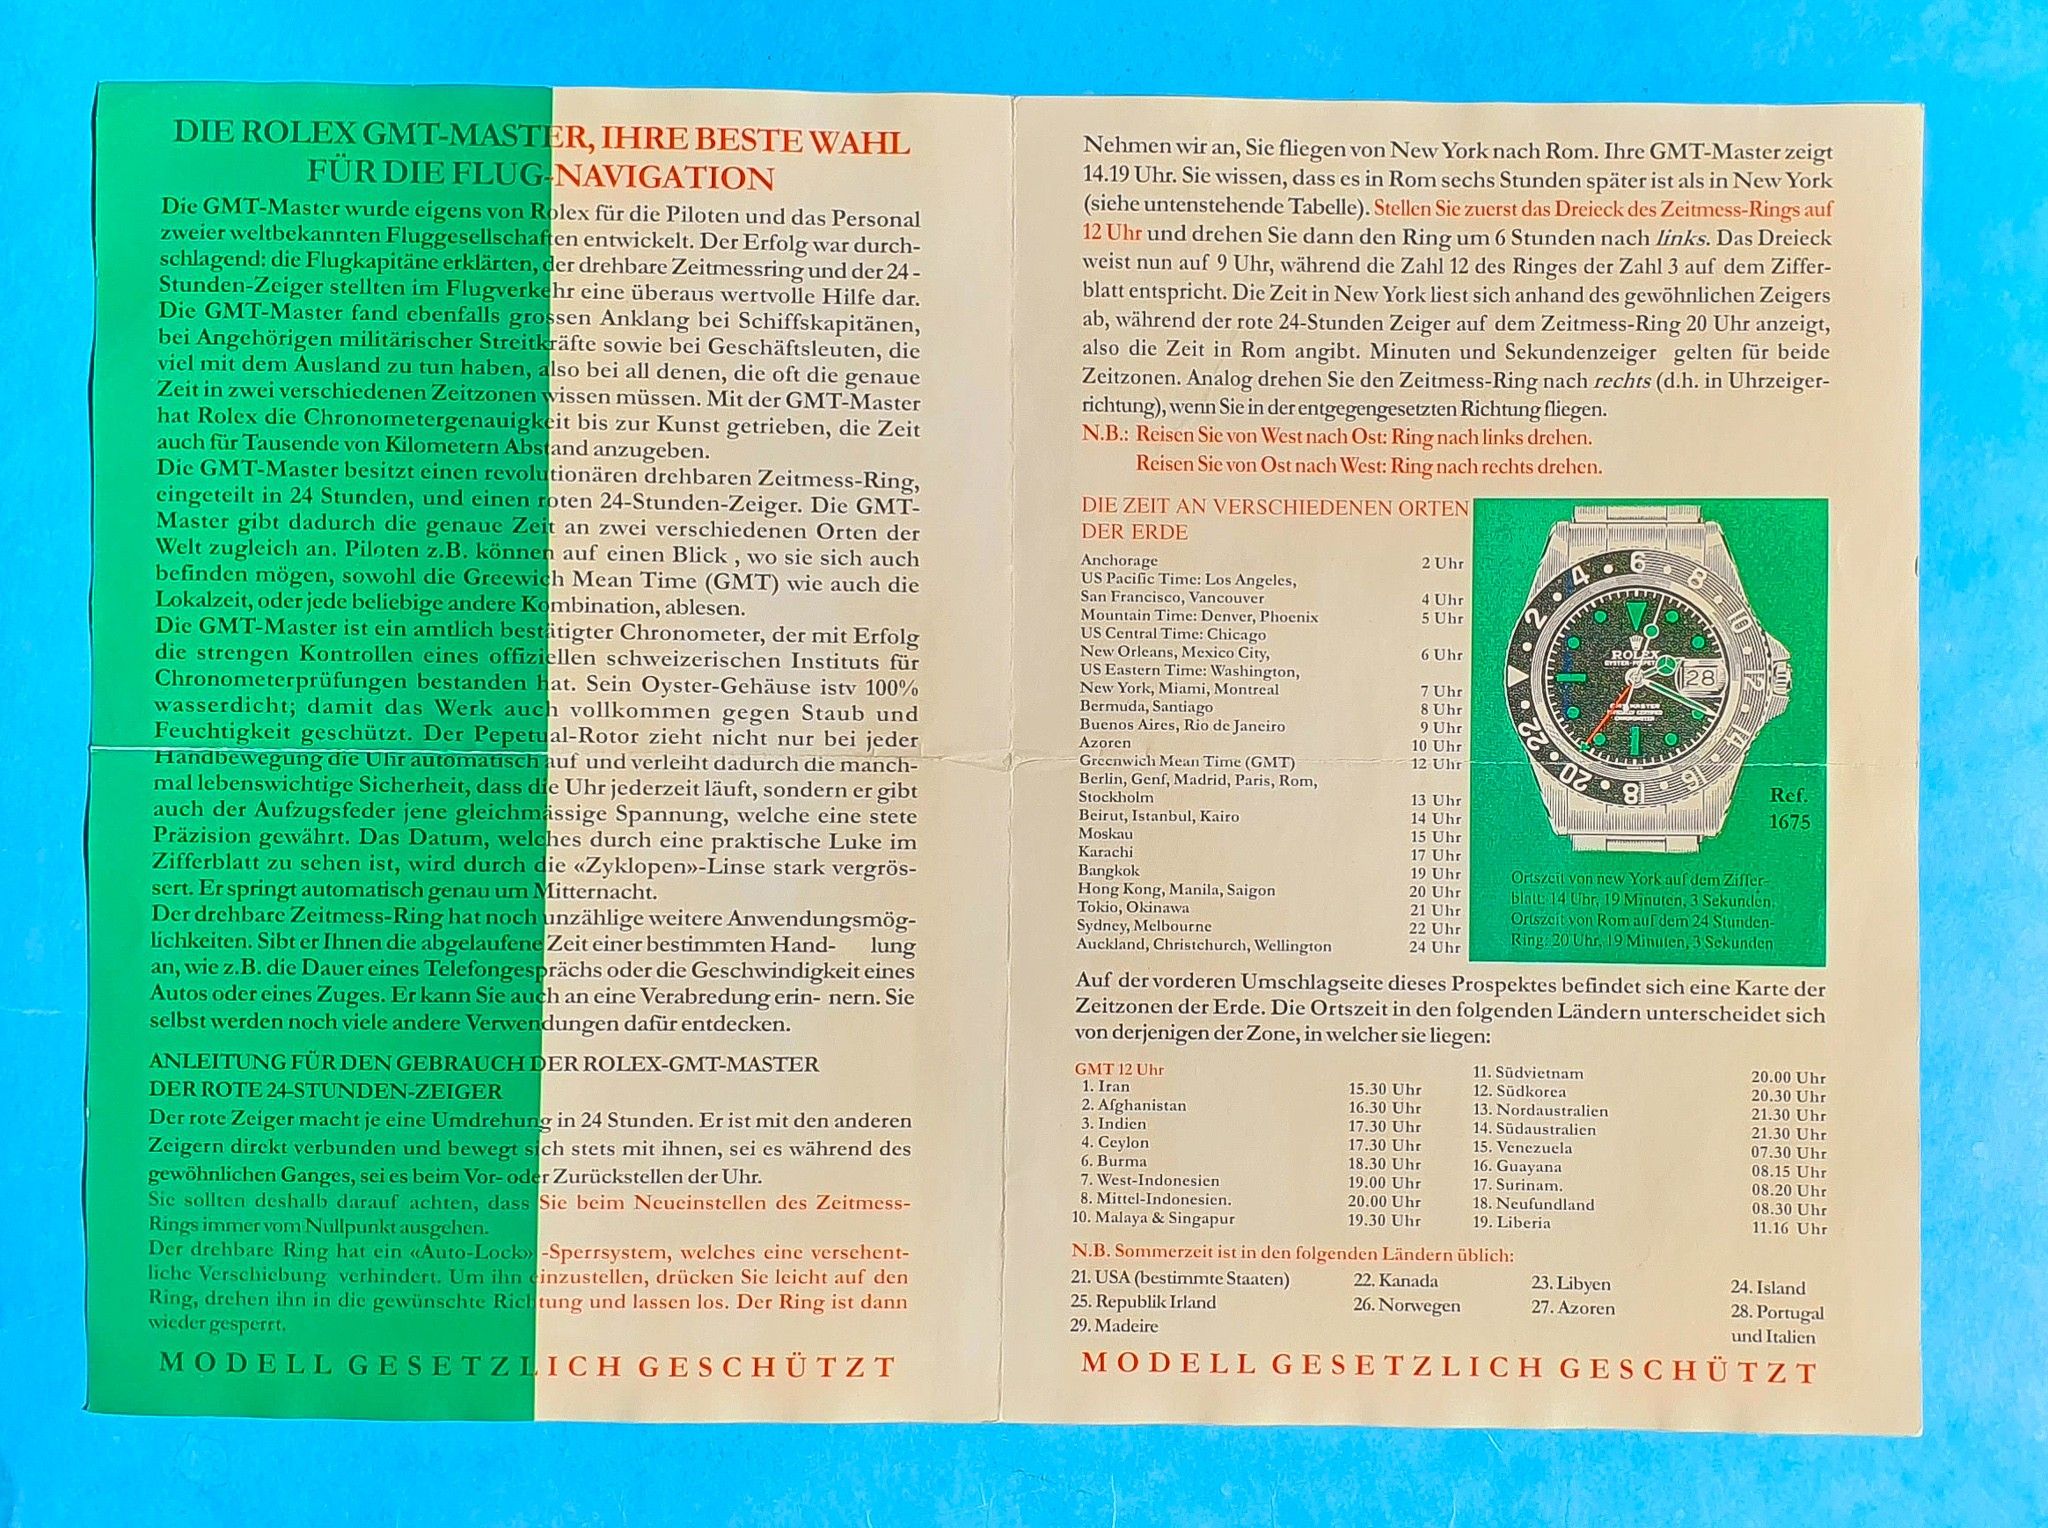 DIE ROLEX GMT-MASTER, IHRE BESTE WAHL
FÜR DIE FLUG-NAVIGATION
Die GMT-Master wurde eigens von Rolex für die Piloten und das Personal
zweier weltbekannten Fluggesellschaften entwickelt. Der Erfolg war durch-
schlagend: die Flugkapitäne erklärten, der drehbare Zeitmessring und der 24 -
Stunden-Zeiger stellten im Flugverkehr eine überaus wertvolle Hilfe dar.
Die GMT-Master fand ebenfalls grossen Anklang bei Schiffskapitänen,
bei Angehörigen militärischer Streitkräfte sowie bei Geschäftsleuten, die
viel mit dem Ausland zu tun haben, also bei all denen, die oft die genaue
Zeit in zwei verschiedenen Zeitzonen wissen müssen. Mit der GMT-Master
hat Rolex die Chronometergenauigkeit bis zur Kunst getrieben, die Zeit
auch für Tausende von Kilometern Abstand anzugeben.
Die GMT-Master besitzt einen revolutionären drehbaren Zeitmess-Ring,
eingeteilt in 24 Stunden, und einen roten 24-Stunden-Zeiger. Die GMT-
Master gibt dadurch die genaue Zeit an zwei verschiedenen Orten der
Welt zugleich an. Piloten z.B. können auf einen Blick , wo sie sich auch
befinden mögen, sowohl die Greewich Mean Time (GMT) wie auch die
Lokalzeit, oder jede beliebige andere Kombination, ablesen.
Die GMT-Master ist ein amtlich bestätigter Chronometer, der mit Erfolg
die strengen Kontrollen eines offiziellen schweizerischen Instituts für
Chronometerprüfungen bestanden hat. Sein Oyster-Gehäuse istv 100%
wasserdicht; damit das Werk auch vollkommen gegen Staub und
Feuchtigkeit geschützt. Der Pepetual-Rotor zieht nicht nur bei jeder
Handbewegung die Uhr automatisch auf und verleiht dadurch die manch-
mal lebenswichtige Sicherheit, dass die Uhr jederzeit läuft, sondern er gibt
auch der Aufzugsfeder jene gleichmässige Spannung, welche eine stete
Präzision gewährt. Das Datum, welches durch eine praktische Luke im
Zifferblatt zu sehen ist, wird durch die «Zyklopen»-Linse stark vergrös-
sert. Er springt automatisch genau um Mitternacht.
Der drehbare Zeitmess-Ring hat noch unzählige weitere Anwendungsmög-
lichkeiten. Sibt er Ihnen die abgelaufene Zeit einer bestimmten Hand- lung
an, wie z.B. die Dauer eines Telefongesprächs oder die Geschwindigkeit eines
Autos oder eines Zuges. Er kann Sie auch an eine Verabredung erin- nern. Sie
selbst werden noch viele andere Verwendungen dafür entdecken.
ANLEITUNG FÜR DEN GEBRAUCH DER ROLEX-GMT-MASTER
DER ROTE 24-STUNDEN-ZEIGER
Der rote Zeiger macht je eine Umdrehung in 24 Stunden. Er ist mit den anderen
Zeigern direkt verbunden und bewegt sich stets mit ihnen, sei es während des
gewöhnlichen Ganges, sei es beim Vor- oder Zurückstellen der Uhr.
Sie sollten deshalb darauf achten, dass Sie beim Neueinstellen des Zeitmess-
Rings immer vom Nullpunkt ausgehen.
Der drehbare Ring hat ein «Auto-Lock» -Sperrsystem, welches eine versehent-
liche Verschiebung verhindert. Um ihn einzustellen, drücken Sie leicht auf den
Ring, drehen ihn in die gewünschte Richtung und lassen los. Der Ring ist dann
wieder gesperrt.
MODELL GESETZLICH GESCHÜTZT
Nehmen wir an, Sie fliegen von New York nach Rom. Ihre GMT-Master zeigt
14.19 Uhr. Sie wissen, dass es in Rom sechs Stunden später ist als in New York
(siehe untenstehende Tabelle). Stellen Sie zuerst das Dreieck des Zeitmess-Rings auf
12 Uhr und drehen Sie dann den Ring um 6 Stunden nach links. Das Dreieck
weist nun auf 9 Uhr, während die Zahl 12 des Ringes der Zahl 3 auf dem Ziffer-
blatt entspricht. Die Zeit in New York liest sich anhand des gewöhnlichen Zeigers
ab, während der rote 24-Stunden Zeiger auf dem Zeitmess-Ring 20 Uhr anzeigt,
also die Zeit in Rom angibt. Minuten und Sekundenzeiger gelten für beide
Zeitzonen. Analog drehen Sie den Zeitmess-Ring nach rechts (d.h. in Uhrzeiger-
richtung), wenn Sie in der entgegengesetzten Richtung fliegen.
N.B.: Reisen Sie von West nach Ost: Ring nach links drehen.
Reisen Sie von Ost nach West: Ring nach rechts drehen.
DIE ZEIT AN VERSCHIEDENEN ORTEN
DER ERDE
Anchorage 2 Uhr
US Pacific Time: Los Angeles,
San Francisco, Vancouver 4 Uhr
Mountain Time: Denver, Phoenix 5 Uhr
US Central Time: Chicago
New Orleans, Mexico City, 6 Uhr
US Eastern Time: Washington,
New York, Miami, Montreal 7 Uhr
Bermuda, Santiago 8 Uhr
Buenos Aires, Rio de Janeiro 9 Uhr
Azoren 10 Uhr
Greenwich Mean Time (GMT) 12 Uhr
Berlin, Genf, Madrid, Paris, Rom,
Stockholm 13 Uhr
Beirut, Istanbul, Kairo 14 Uhr
Moskau 15 Uhr
Karachi 17 Uhr
Bangkok 19 Uhr
Hong Kong, Manila, Saigon 20 Uhr
Tokio, Okinawa 21 Uhr
Sydney, Melbourne 22 Uhr
Auckland, Christchurch, Wellington 24 Uhr
2 4 6 8 10 12 14 16 18 20 22
ROLEX
28
Ref.
1675
Ortszeit von new York auf dem Ziffer-
blatt: 14 Uhr, 19 Minuten, 3 Sekunden.
Ortszeit von Rom auf dem 24 Stunden-
Ring: 20 Uhr, 19 Minuten, 3 Sekunden
Auf der vorderen Umschlagseite dieses Prospektes befindet sich eine Karte der
Zeitzonen der Erde. Die Ortszeit in den folgenden Ländern unterscheidet sich
von derjenigen der Zone, in welcher sie liegen:
GMT 12 Uhr
1. Iran 15.30 Uhr
2. Afghanistan 16.30 Uhr
3. Indien 17.30 Uhr
4. Ceylon 17.30 Uhr
6. Burma 18.30 Uhr
7. West-Indonesien 19.00 Uhr
8. Mittel-Indonesien. 20.00 Uhr
10. Malaya & Singapur 19.30 Uhr
11. Südvietnam 20.00 Uhr
12. Südkorea 20.30 Uhr
13. Nordaustralien 21.30 Uhr
14. Südaustralien 21.30 Uhr
15. Venezuela 07.30 Uhr
16. Guayana 08.15 Uhr
17. Surinam. 08.20 Uhr
18. Neufundland 08.30 Uhr
19. Liberia 11.16 Uhr
N.B. Sommerzeit ist in den folgenden Ländern üblich:
21. USA (bestimmte Staaten) 22. Kanada 23. Libyen 24. Island
25. Republik Irland 26. Norwegen 27. Azoren 28. Portugal
29. Madeire und Italien
MODELL GESETZLICH GESCHÜTZT